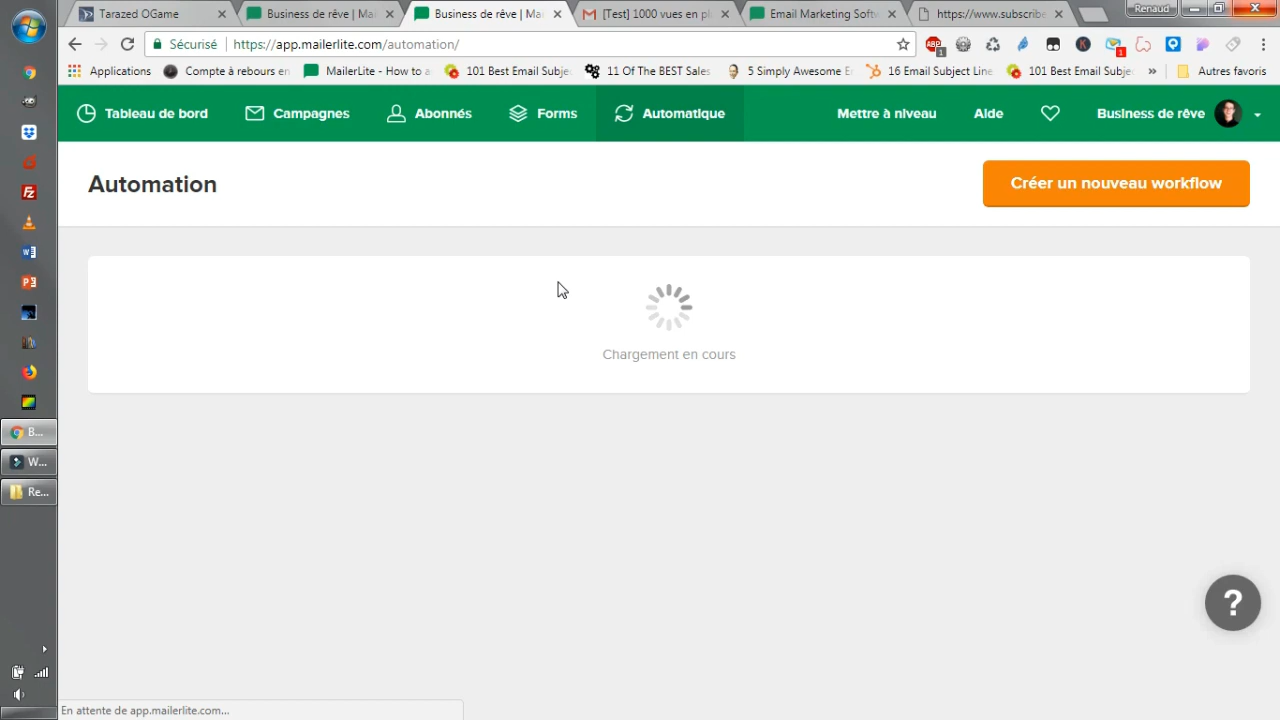 Tarazed OGame
Business de rêve | Mai
Business de rêve | Mai
[Test] 1000 vues en pl
Email Marketing Softw
https://www.subscribe
Renaud
Sécurisé
https://app.mailerlite.com/automation/
Applications
Compte à rebours en
MailerLite - How to a
101 Best Email Subje
11 Of The BEST Sales
5 Simply Awesome E
16 Email Subject Line
101 Best Email Subje
»
Autres favoris
Tableau de bord
Campagnes
Abonnés
Forms
Automatique
Mettre à niveau
Aide
Business de rêve
Automation
Créer un nouveau workflow
Chargement en cours
B...
W...
Re...
?
En attente de app.mailerlite.com...